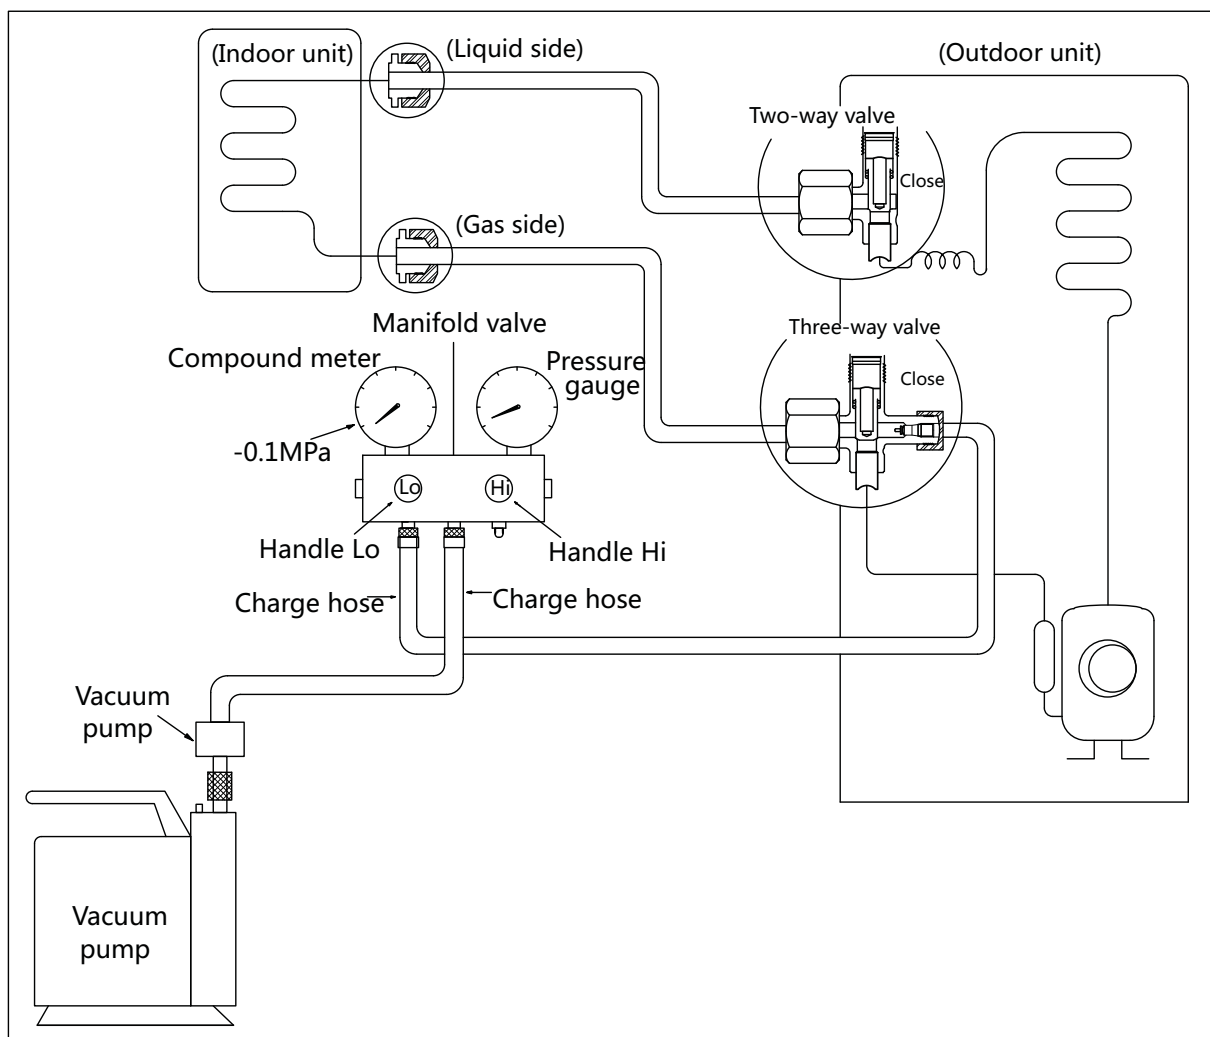 (Indoor unit)
(Liquid side)
(Outdoor unit)
Two-way valve
Close
(Gas side)
Manifold valve
Three-way valve
Compound meter
Pressure
gauge
Close
-0.1MPa
Lo
Hi
Handle Lo
Handle Hi
Charge hose
Charge hose
Vacuum
pump
Vacuum
pump